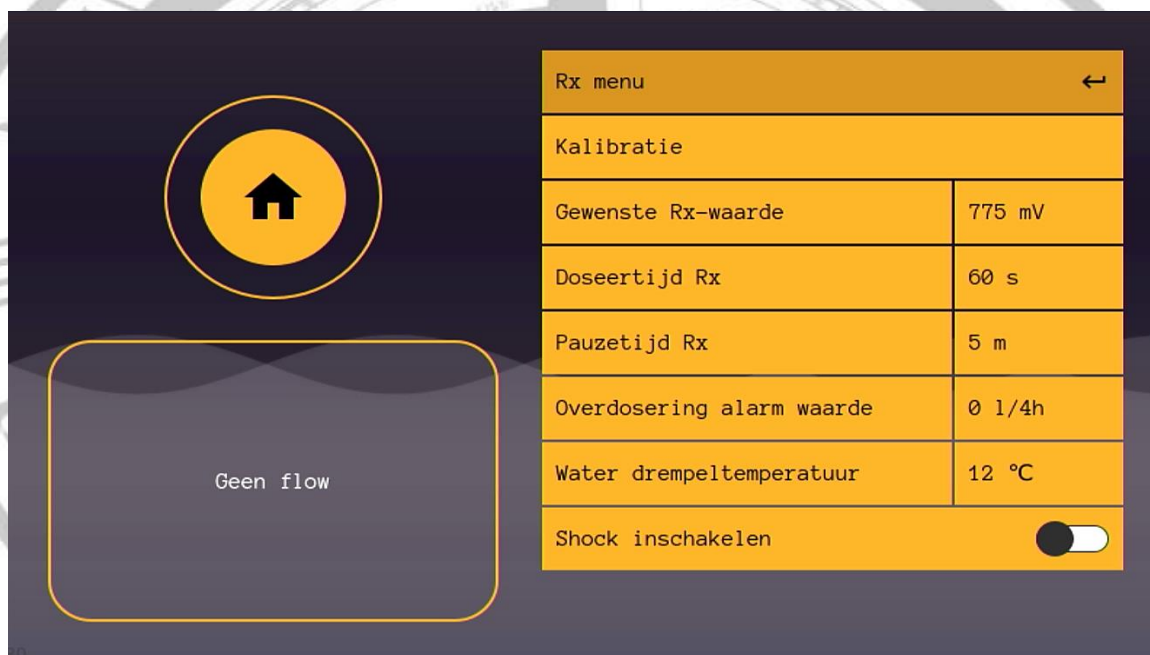 Rx menu
Kalibratie
Gewenste Rx-waarde 775 mV
Doseertijd Rx 60 s
Pauzetijd Rx 5 m
Overdosering alarm waarde 0 l/4h
Water drempeltemperatuur 12 °C
Shock inschakelen
Geen flow